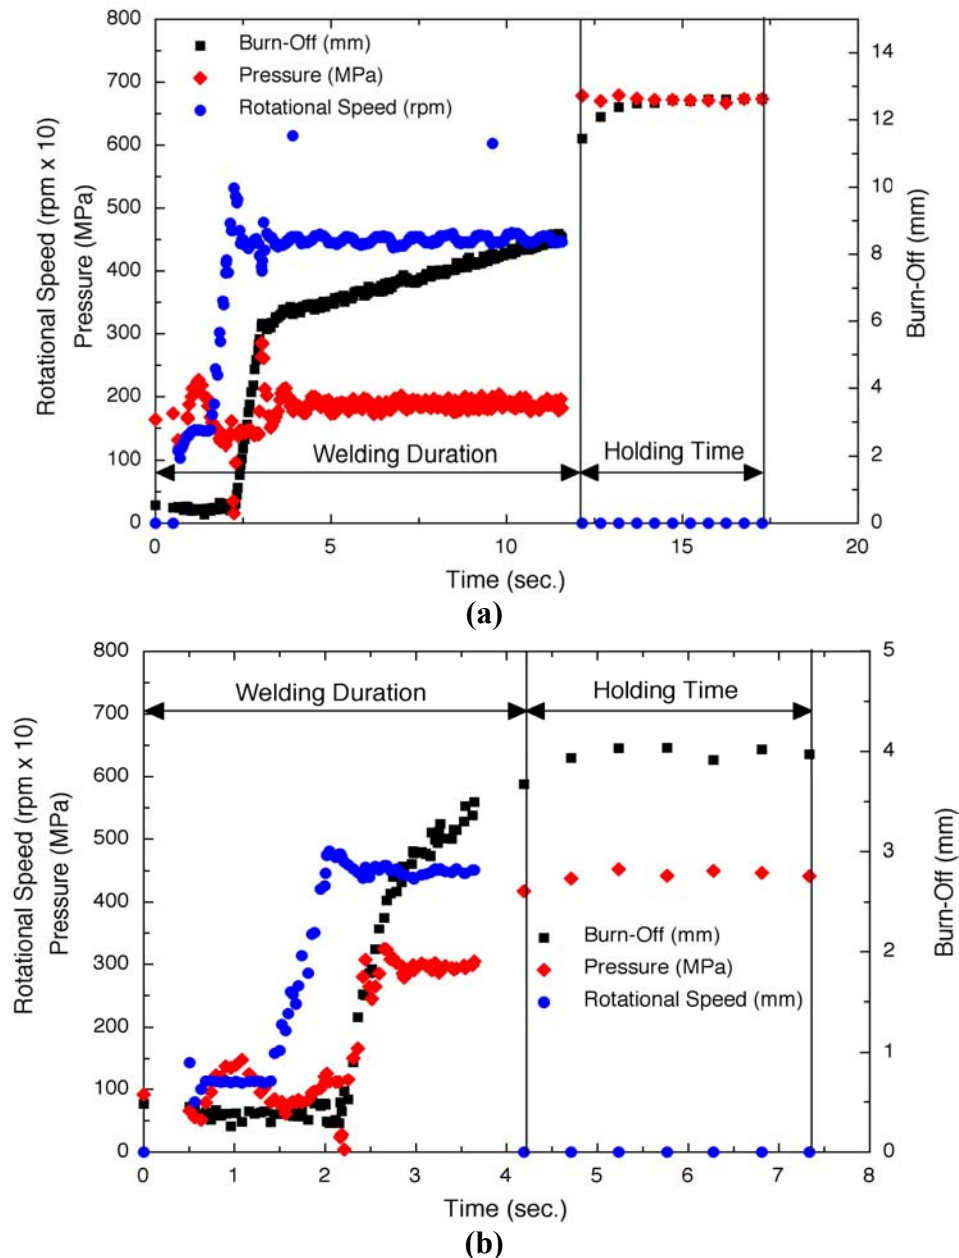 800
700
600
500
400
300
200
100
0
Rotational Speed (rpm x 10)
Pressure (MPa)
Burn-Off (mm)
Pressure (MPa)
Rotational Speed (rpm)
Welding Duration
Holding Time
14
12
10
8
6
4
2
0
Burn-Off (mm)
0 5 10 15 20
Time (sec.)
(a)
800
700
600
500
400
300
200
100
0
Rotational Speed (rpm x 10)
Pressure (MPa)
Welding Duration
Holding Time
Burn-Off (mm)
Pressure (MPa)
Rotational Speed (mm)
5
4
3
2
1
0
Burn-Off (mm)
0 1 2 3 4 5 6 7 8
Time (sec.)
(b)